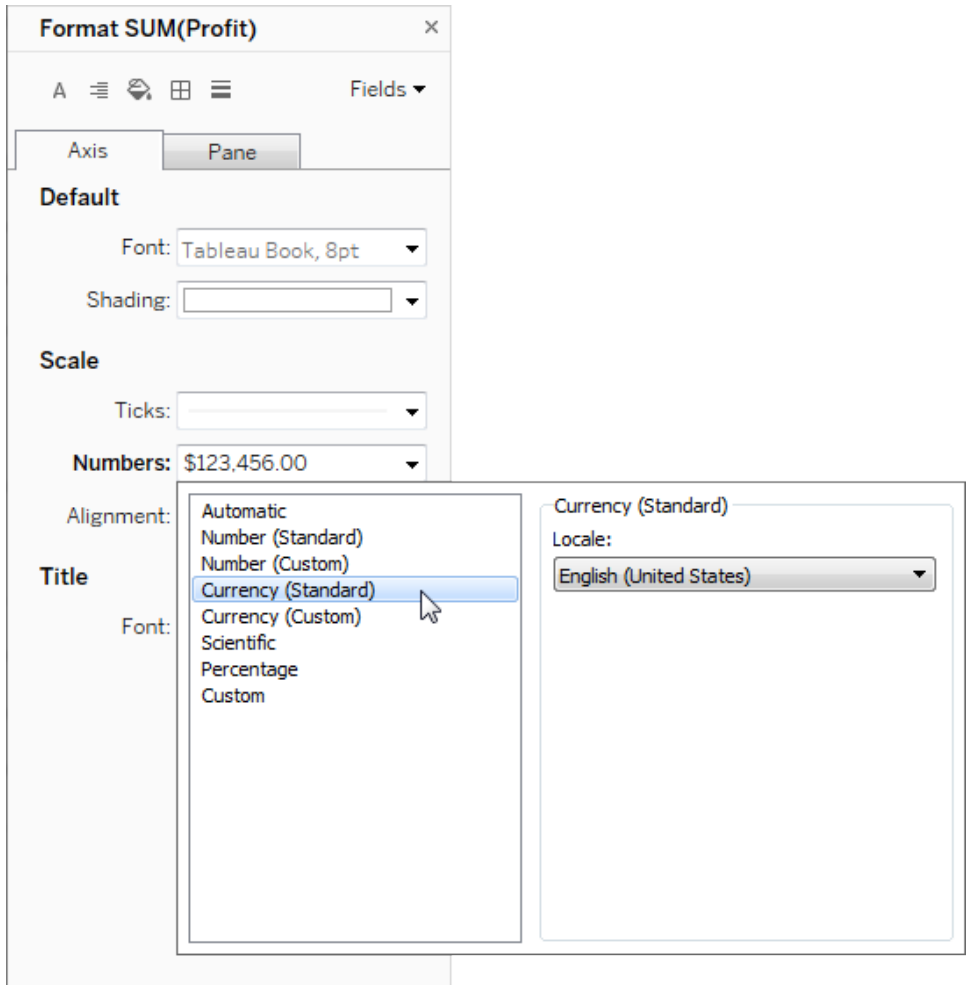 Format SUM(Profit) ×
A Fields
Axis Pane
Default
Font: Tableau Book, 8pt
Shading:
Scale
Ticks:
Numbers: $123,456.00
Alignment:
Title
Font:
Automatic
Number (Standard)
Number (Custom)
Currency (Standard)
Currency (Custom)
Scientific
Percentage
Custom
Currency (Standard)
Locale:
English (United States)